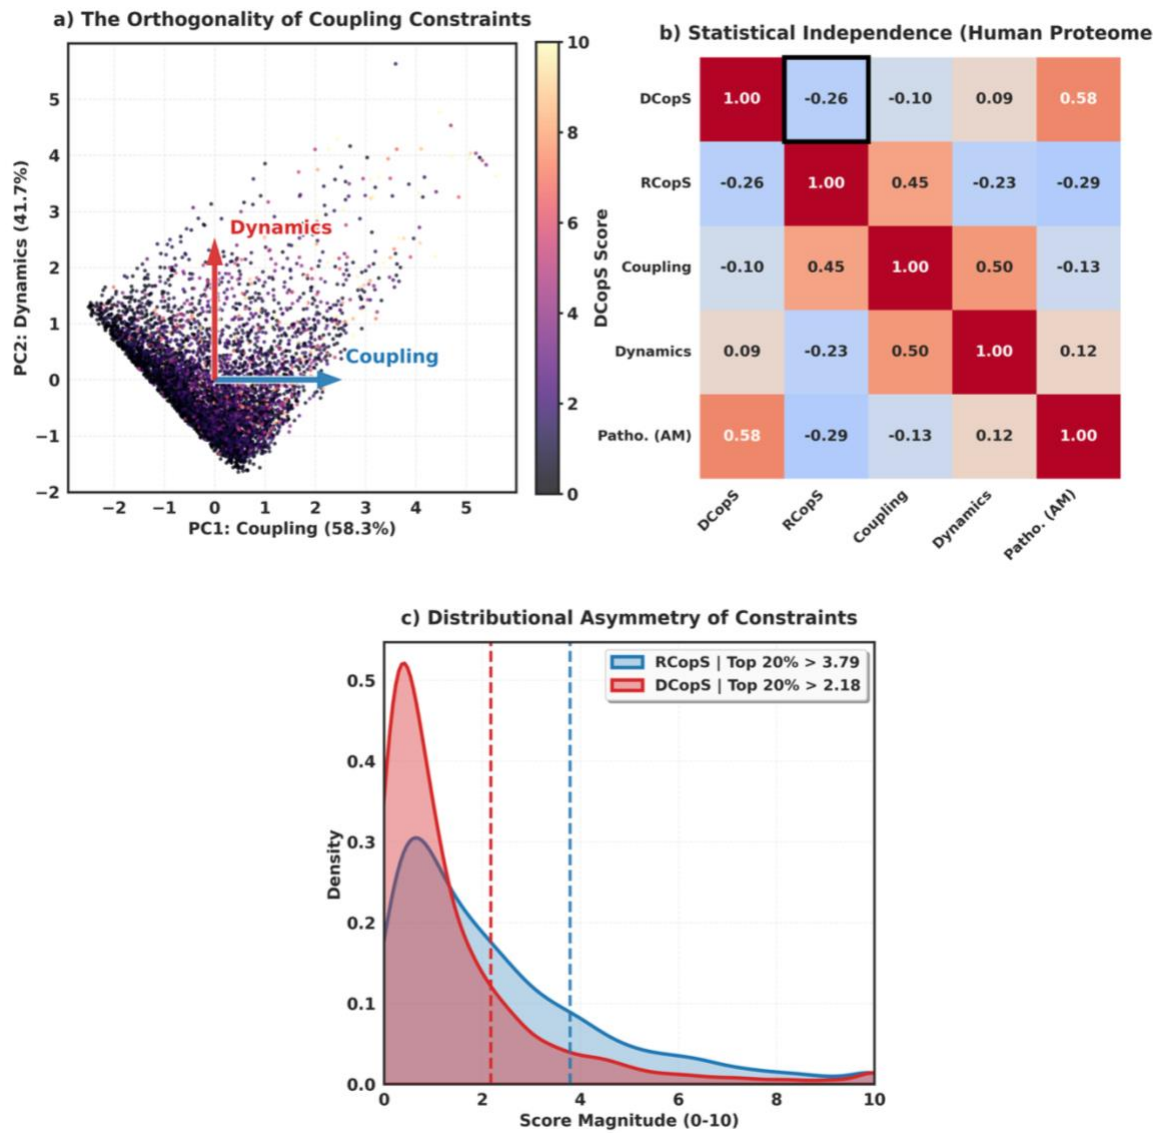 a) The Orthogonality of Coupling Constraints
5
4
3
2
1
0
−1
−2
PC2: Dynamics (41.7%)
Dynamics
Coupling
−2 −1 0 1 2 3 4 5
PC1: Coupling (58.3%)
10
8
6
4
2
0
DCopS Score
b) Statistical Independence (Human Proteome
DCopS 1.00 -0.26 -0.10 0.09 0.58
RCopS -0.26 1.00 0.45 -0.23 -0.29
Coupling -0.10 0.45 1.00 0.50 -0.13
Dynamics 0.09 -0.23 0.50 1.00 0.12
Patho. (AM) 0.58 -0.29 -0.13 0.12 1.00
DCopS RCopS Coupling Dynamics Patho. (AM)
c) Distributional Asymmetry of Constraints
RCopS | Top 20% > 3.79
DCopS | Top 20% > 2.18
0.5
0.4
0.3
0.2
0.1
0.0
Density
0 2 4 6 8 10
Score Magnitude (0-10)